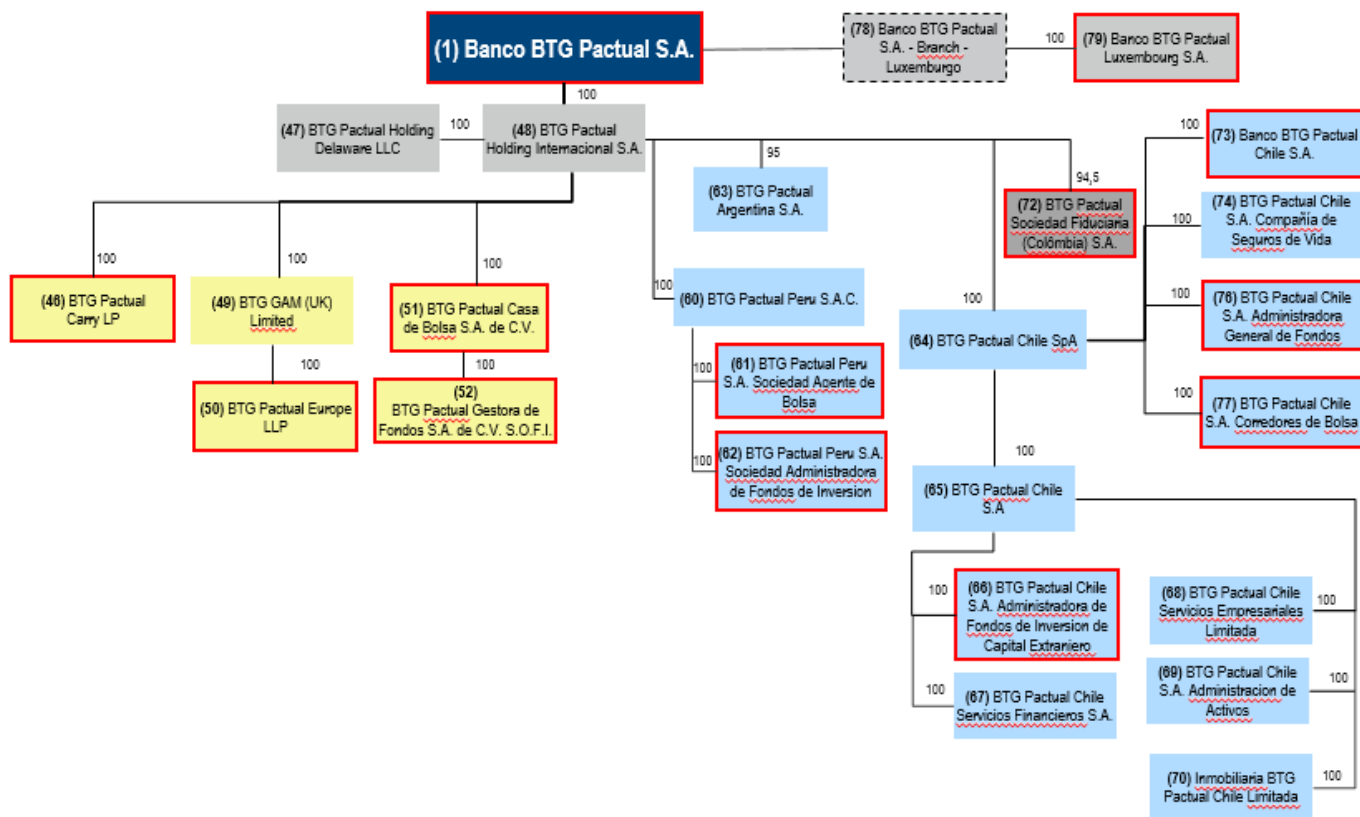 (1) Banco BTG Pactual S.A.
(78) Banco BTG Pactual
S.A. - Branch -
Luxemburgo
100
(79) Banco BTG Pactual
Luxembourg S.A.
100
(47) BTG Pactual Holding
Delaware LLC
100
(48) BTG Pactual
Holding Internacional S.A.
95
(63) BTG Pactual
Argentina S.A.
94,5
(72) BTG Pactual
Sociedad Fiduciaria
(Colômbia) S.A.
100
(73) Banco BTG Pactual
Chile S.A.
100
(74) BTG Pactual Chile
S.A. Compañía de
Seguros de Vida
100
(76) BTG Pactual Chile
S.A. Administradora
General de Fondos
100
(77) BTG Pactual Chile
S.A. Corredores de Bolsa
100
(46) BTG Pactual
Carry LP
100
(49) BTG GAM (UK)
Limited
100
(51) BTG Pactual Casa
de Bolsa S.A. de C.V.
100
(50) BTG Pactual Europe
LLP
100
(52)
BTG Pactual Gestora de
Fondos S.A. de C.V. S.O.F.I.
100
(60) BTG Pactual Peru S.A.C.
100
(61) BTG Pactual Peru
S.A. Sociedad Agente de
Bolsa
100
(62) BTG Pactual Peru S.A.
Sociedad Administradora
de Fondos de Inversion
100
(64) BTG Pactual Chile SpA
100
(65) BTG Pactual Chile
S.A
100
(66) BTG Pactual Chile
S.A. Administradora de
Fondos de Inversion de
Capital Extraniero
100
(67) BTG Pactual Chile
Servicios Financieros S.A.
(68) BTG Pactual Chile
Servicios Empresariales
Limitada
100
(69) BTG Pactual Chile
S.A. Administracion de
Activos
100
(70) Inmobiliaria BTG
Pactual Chile Limitada
100